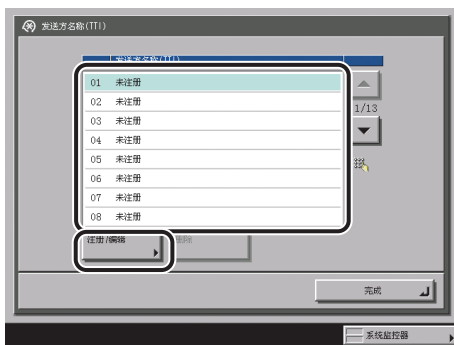 发送方名称(TTI)
发送方名称(TTI)
01 未注册
02 未注册
03 未注册
04 未注册
05 未注册
06 未注册
07 未注册
08 未注册
1/13
注册/编辑
删除
完成
系统监控器